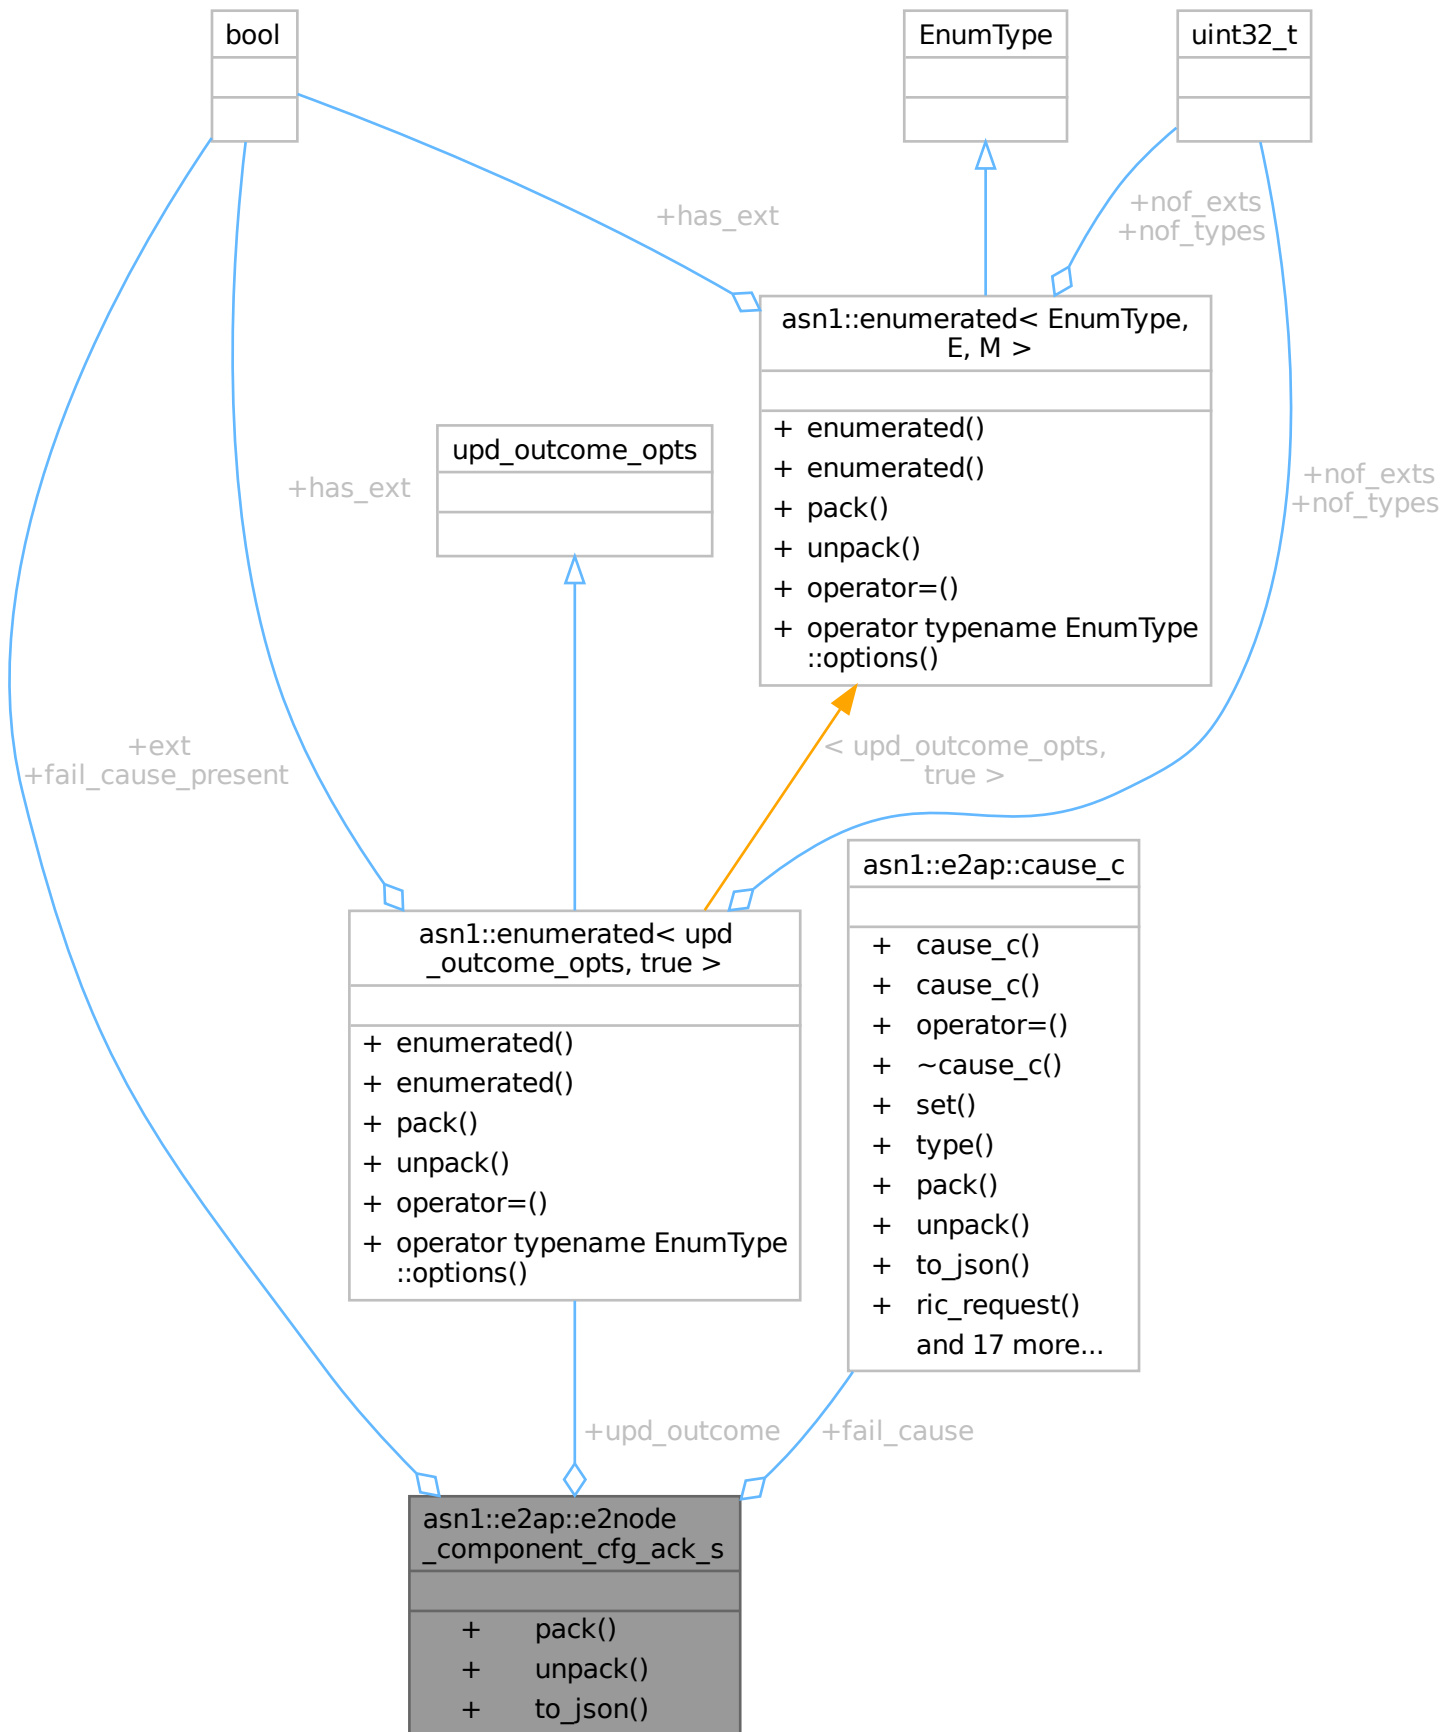 bool
EnumType
uint32_t
+has_ext
+nof_exts
+nof_types
asn1::enumerated< EnumType,
E, M >
+ enumerated()
+ enumerated()
+ pack()
+ unpack()
+ operator=()
+ operator typename EnumType
::options()
upd_outcome_opts
+has_ext
+nof_exts
+nof_types
+ext
+fail_cause_present
< upd_outcome_opts,
true >
asn1::enumerated< upd
_outcome_opts, true >
+ enumerated()
+ enumerated()
+ pack()
+ unpack()
+ operator=()
+ operator typename EnumType
::options()
asn1::e2ap::cause_c
+ cause_c()
+ cause_c()
+ operator=()
+ ~cause_c()
+ set()
+ type()
+ pack()
+ unpack()
+ to_json()
+ ric_request()
and 17 more...
+upd_outcome
+fail_cause
asn1::e2ap::e2node
_component_cfg_ack_s
+ pack()
+ unpack()
+ to_json()